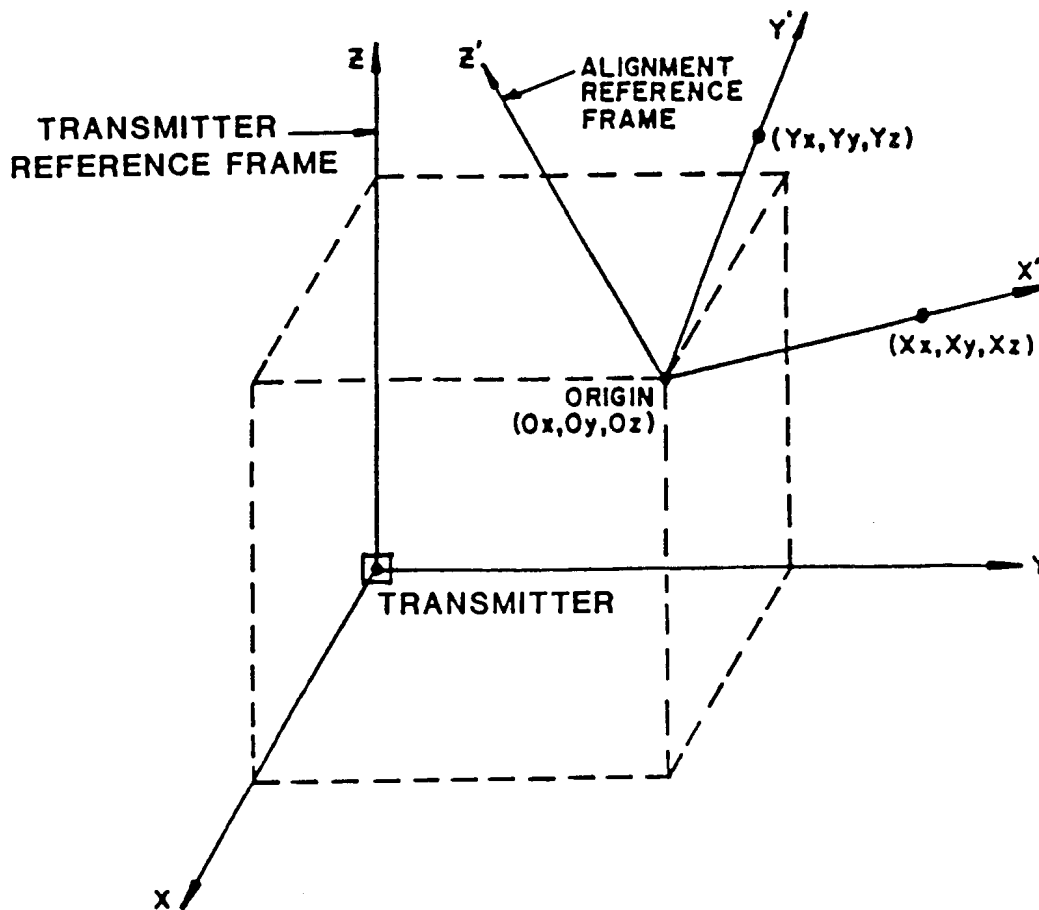 Z
Z'
Y'
ALIGNMENT
REFERENCE
FRAME
TRANSMITTER
REFERENCE FRAME
(Yx,Yy,Yz)
X'
(Xx,Xy,Xz)
ORIGIN
(Ox,Oy,Oz)
Y
TRANSMITTER
X